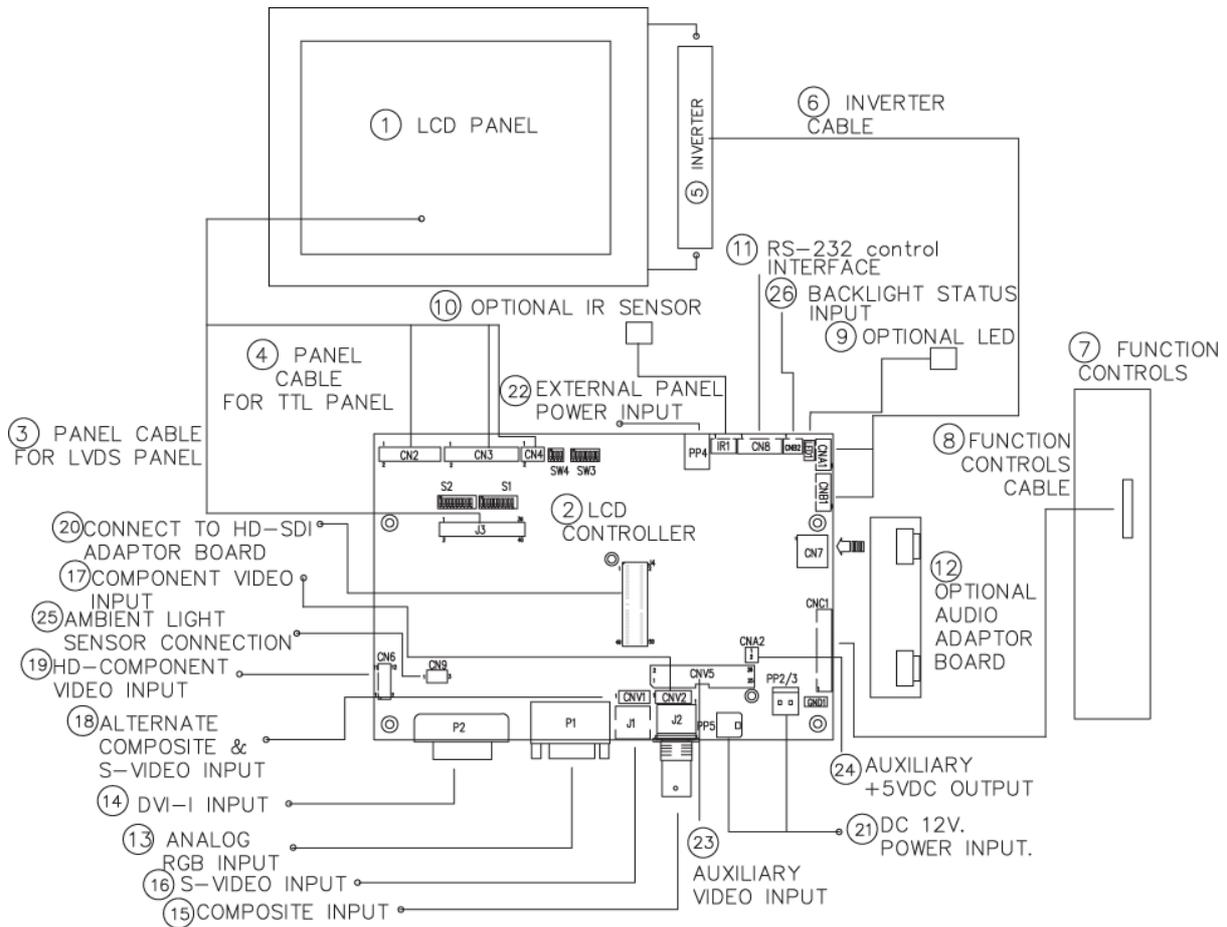 ① LCD PANEL
⑤ INVERTER
⑥ INVERTER
CABLE
⑪ RS-232 control
INTERFACE
㉖ BACKLIGHT STATUS
INPUT
⑩ OPTIONAL IR SENSOR
⑨ OPTIONAL LED
⑦ FUNCTION
CONTROLS
④ PANEL
CABLE
FOR TTL PANEL
㉒ EXTERNAL PANEL
POWER INPUT
③ PANEL CABLE
FOR LVDS PANEL
⑧ FUNCTION
CONTROLS
CABLE
CN2
CN3
CN4
SW4
SW3
PP4
IR1
CN8
CNB2
LED1
CNA1
CNB1
S2
S1
J3
② LCD
CONTROLLER
J4
CN7
⑫
OPTIONAL
AUDIO
ADAPTOR
BOARD
⑳ CONNECT TO HD-SDI
ADAPTOR BOARD
⑰ COMPONENT VIDEO
INPUT
㉕ AMBIENT LIGHT
SENSOR CONNECTION
⑲ HD-COMPONENT
VIDEO INPUT
⑱ ALTERNATE
COMPOSITE &
S-VIDEO INPUT
CN6
CN9
CNC1
CNA2
CNV5
CNV1
CNV2
PP2/3
GND1
P2
P1
J1
J2
PP5
⑭ DVI-I INPUT
⑬ ANALOG
RGB INPUT
⑯ S-VIDEO INPUT
⑮ COMPOSITE INPUT
㉓
AUXILIARY
VIDEO INPUT
㉔ AUXILIARY
+5VDC OUTPUT
㉑ DC 12V.
POWER INPUT.